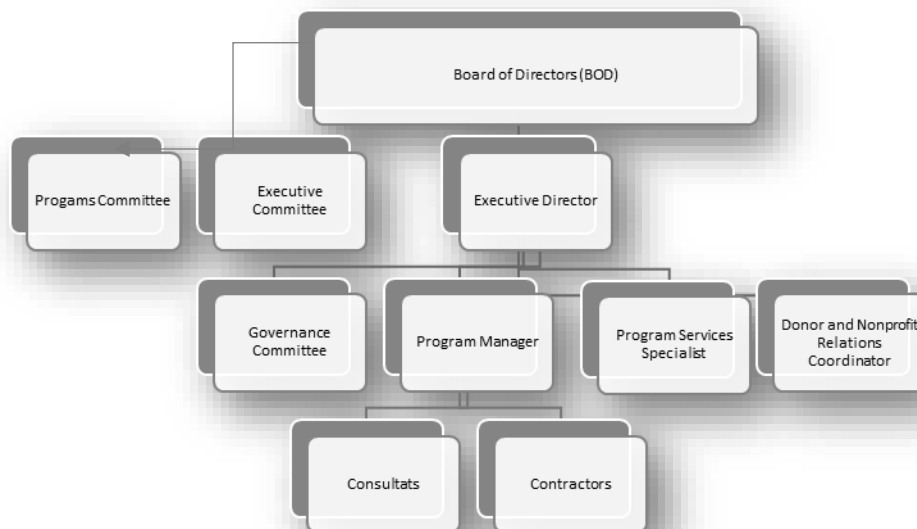 Board of Directors (BOD)
Progams Committee
Executive
Committee
Executive Director
Governance
Committee
Program Manager
Program Services
Specialist
Donor and Nonprofit
Relations
Coordinator
Consultats
Contractors